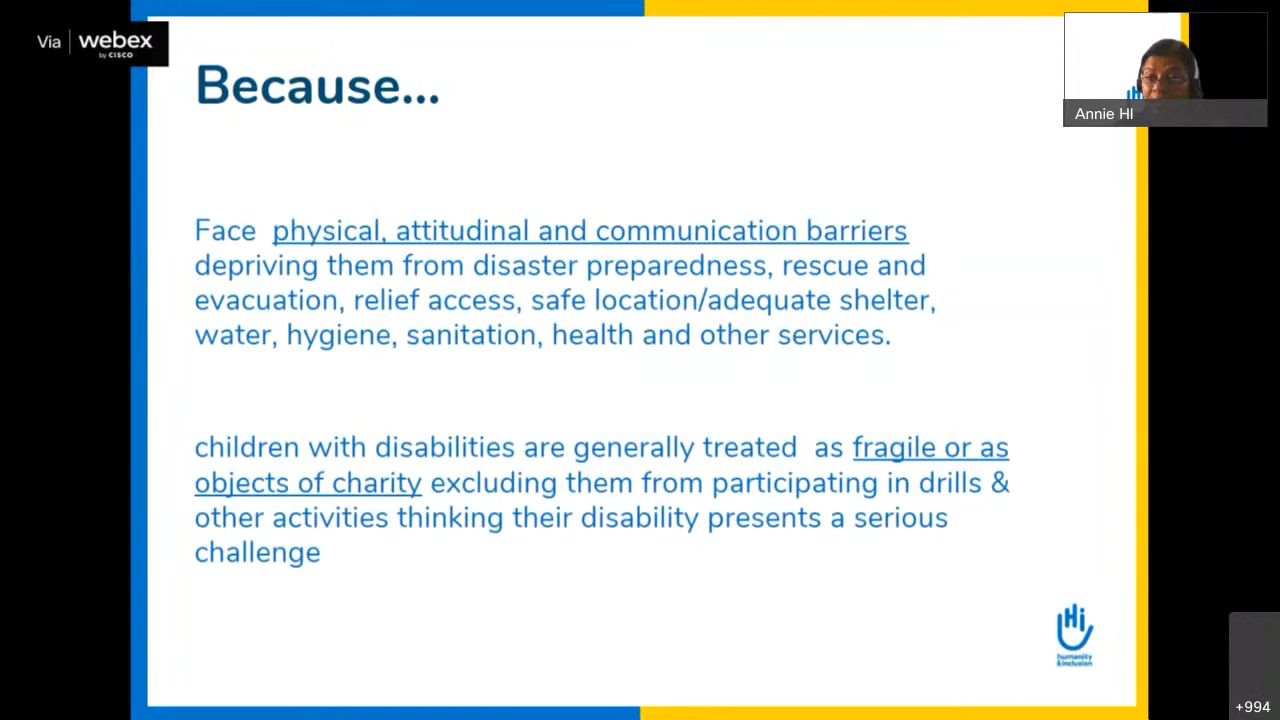 Via webex
by CISCO
Because...
Annie HI
Face physical, attitudinal and communication barriers
depriving them from disaster preparedness, rescue and
evacuation, relief access, safe location/adequate shelter,
water, hygiene, sanitation, health and other services.
children with disabilities are generally treated as fragile or as
objects of charity excluding them from participating in drills &
other activities thinking their disability presents a serious
challenge
Hi
humanity
&inclusion
+994